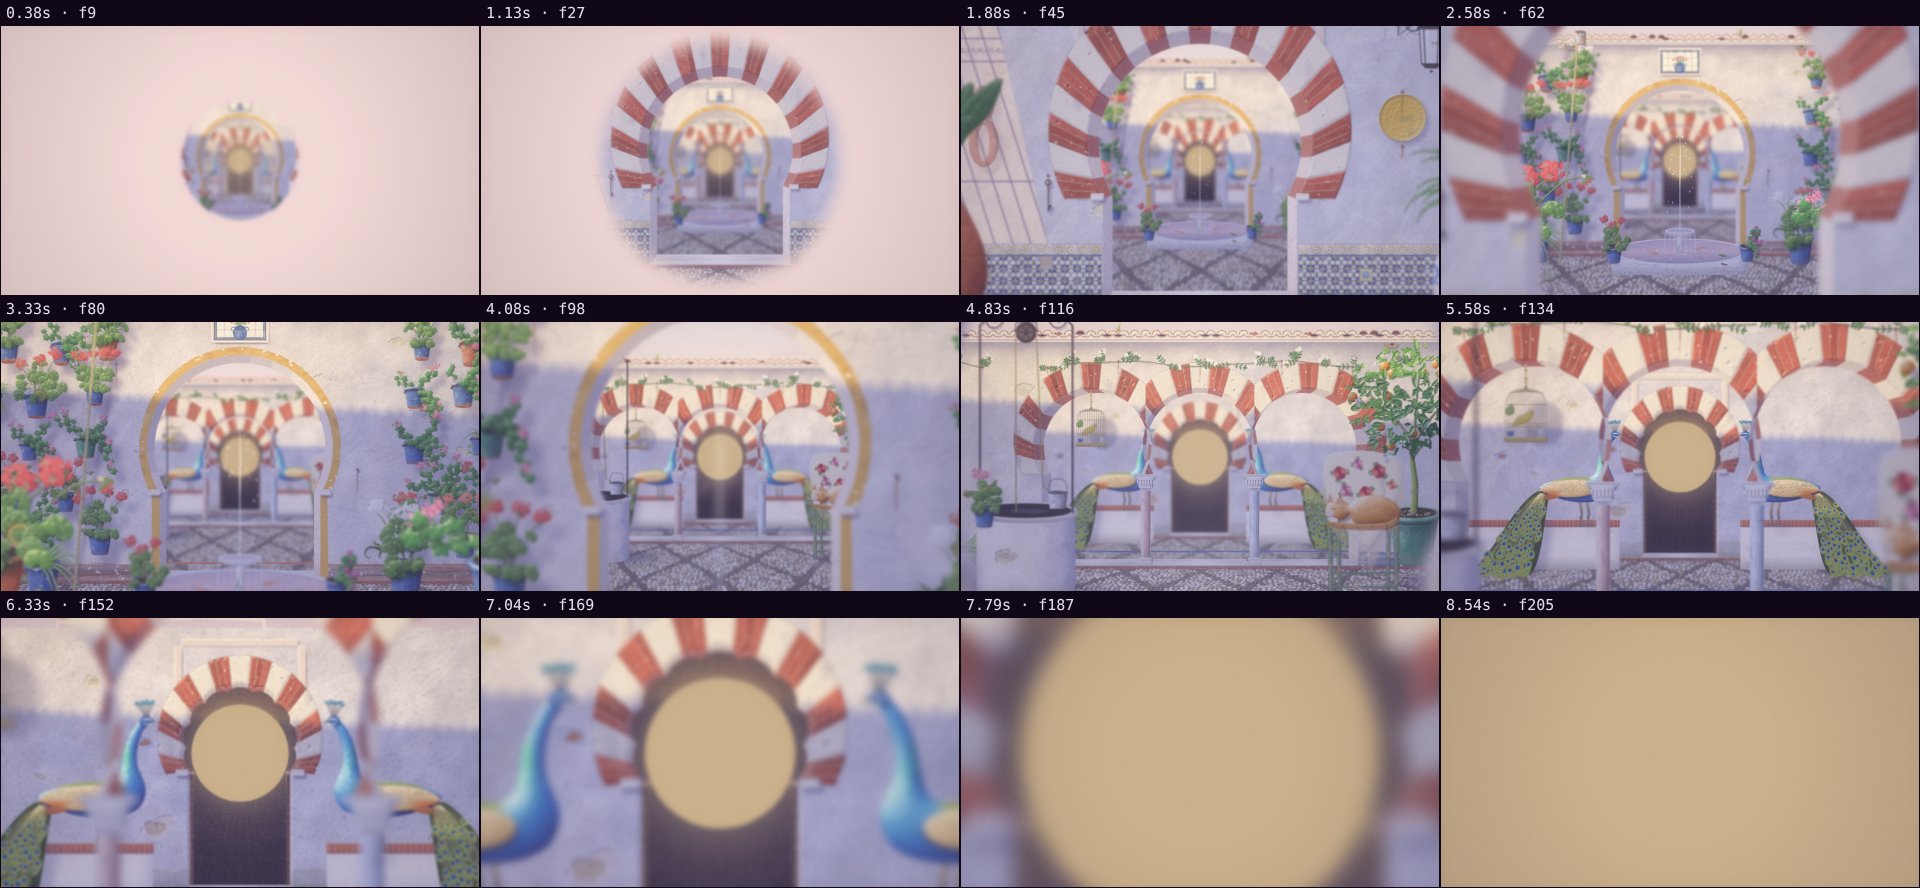 0.38s · f9
1.13s · f27
1.88s · f45
2.58s · f62
3.33s · f80
4.08s · f98
4.83s · f116
5.58s · f134
6.33s · f152
7.04s · f169
7.79s · f187
8.54s · f205